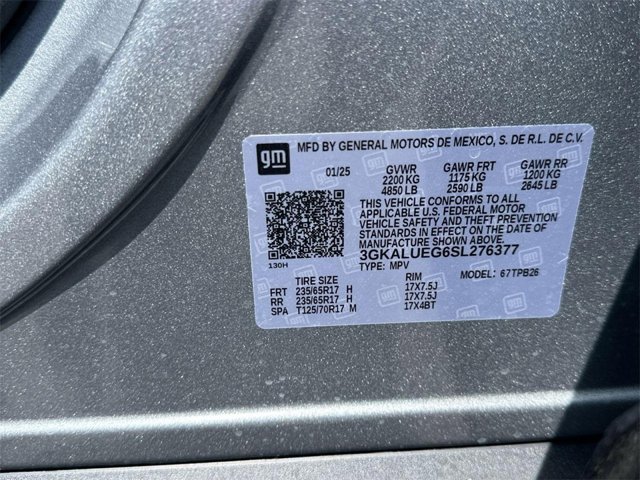 gm
MFD BY GENERAL MOTORS DE MEXICO, S. DE R.L. DE C.V.
01/25 GVWR GAWR FRT GAWR RR
2200 KG 1175 KG 1200 KG
4850 LB 2590 LB 2645 LB
THIS VEHICLE CONFORMS TO ALL
APPLICABLE U.S. FEDERAL MOTOR
VEHICLE SAFETY AND THEFT PREVENTION
STANDARDS IN EFFECT ON THE DATE OF
MANUFACTURE SHOWN ABOVE.
130H
3GKALUEG6SL276377
TYPE: MPV MODEL: 67TPB26
TIRE SIZE RIM
FRT 235/65R17 H 17X7.5J
RR 235/65R17 H 17X7.5J
SPA T125/70R17 M 17X4BT